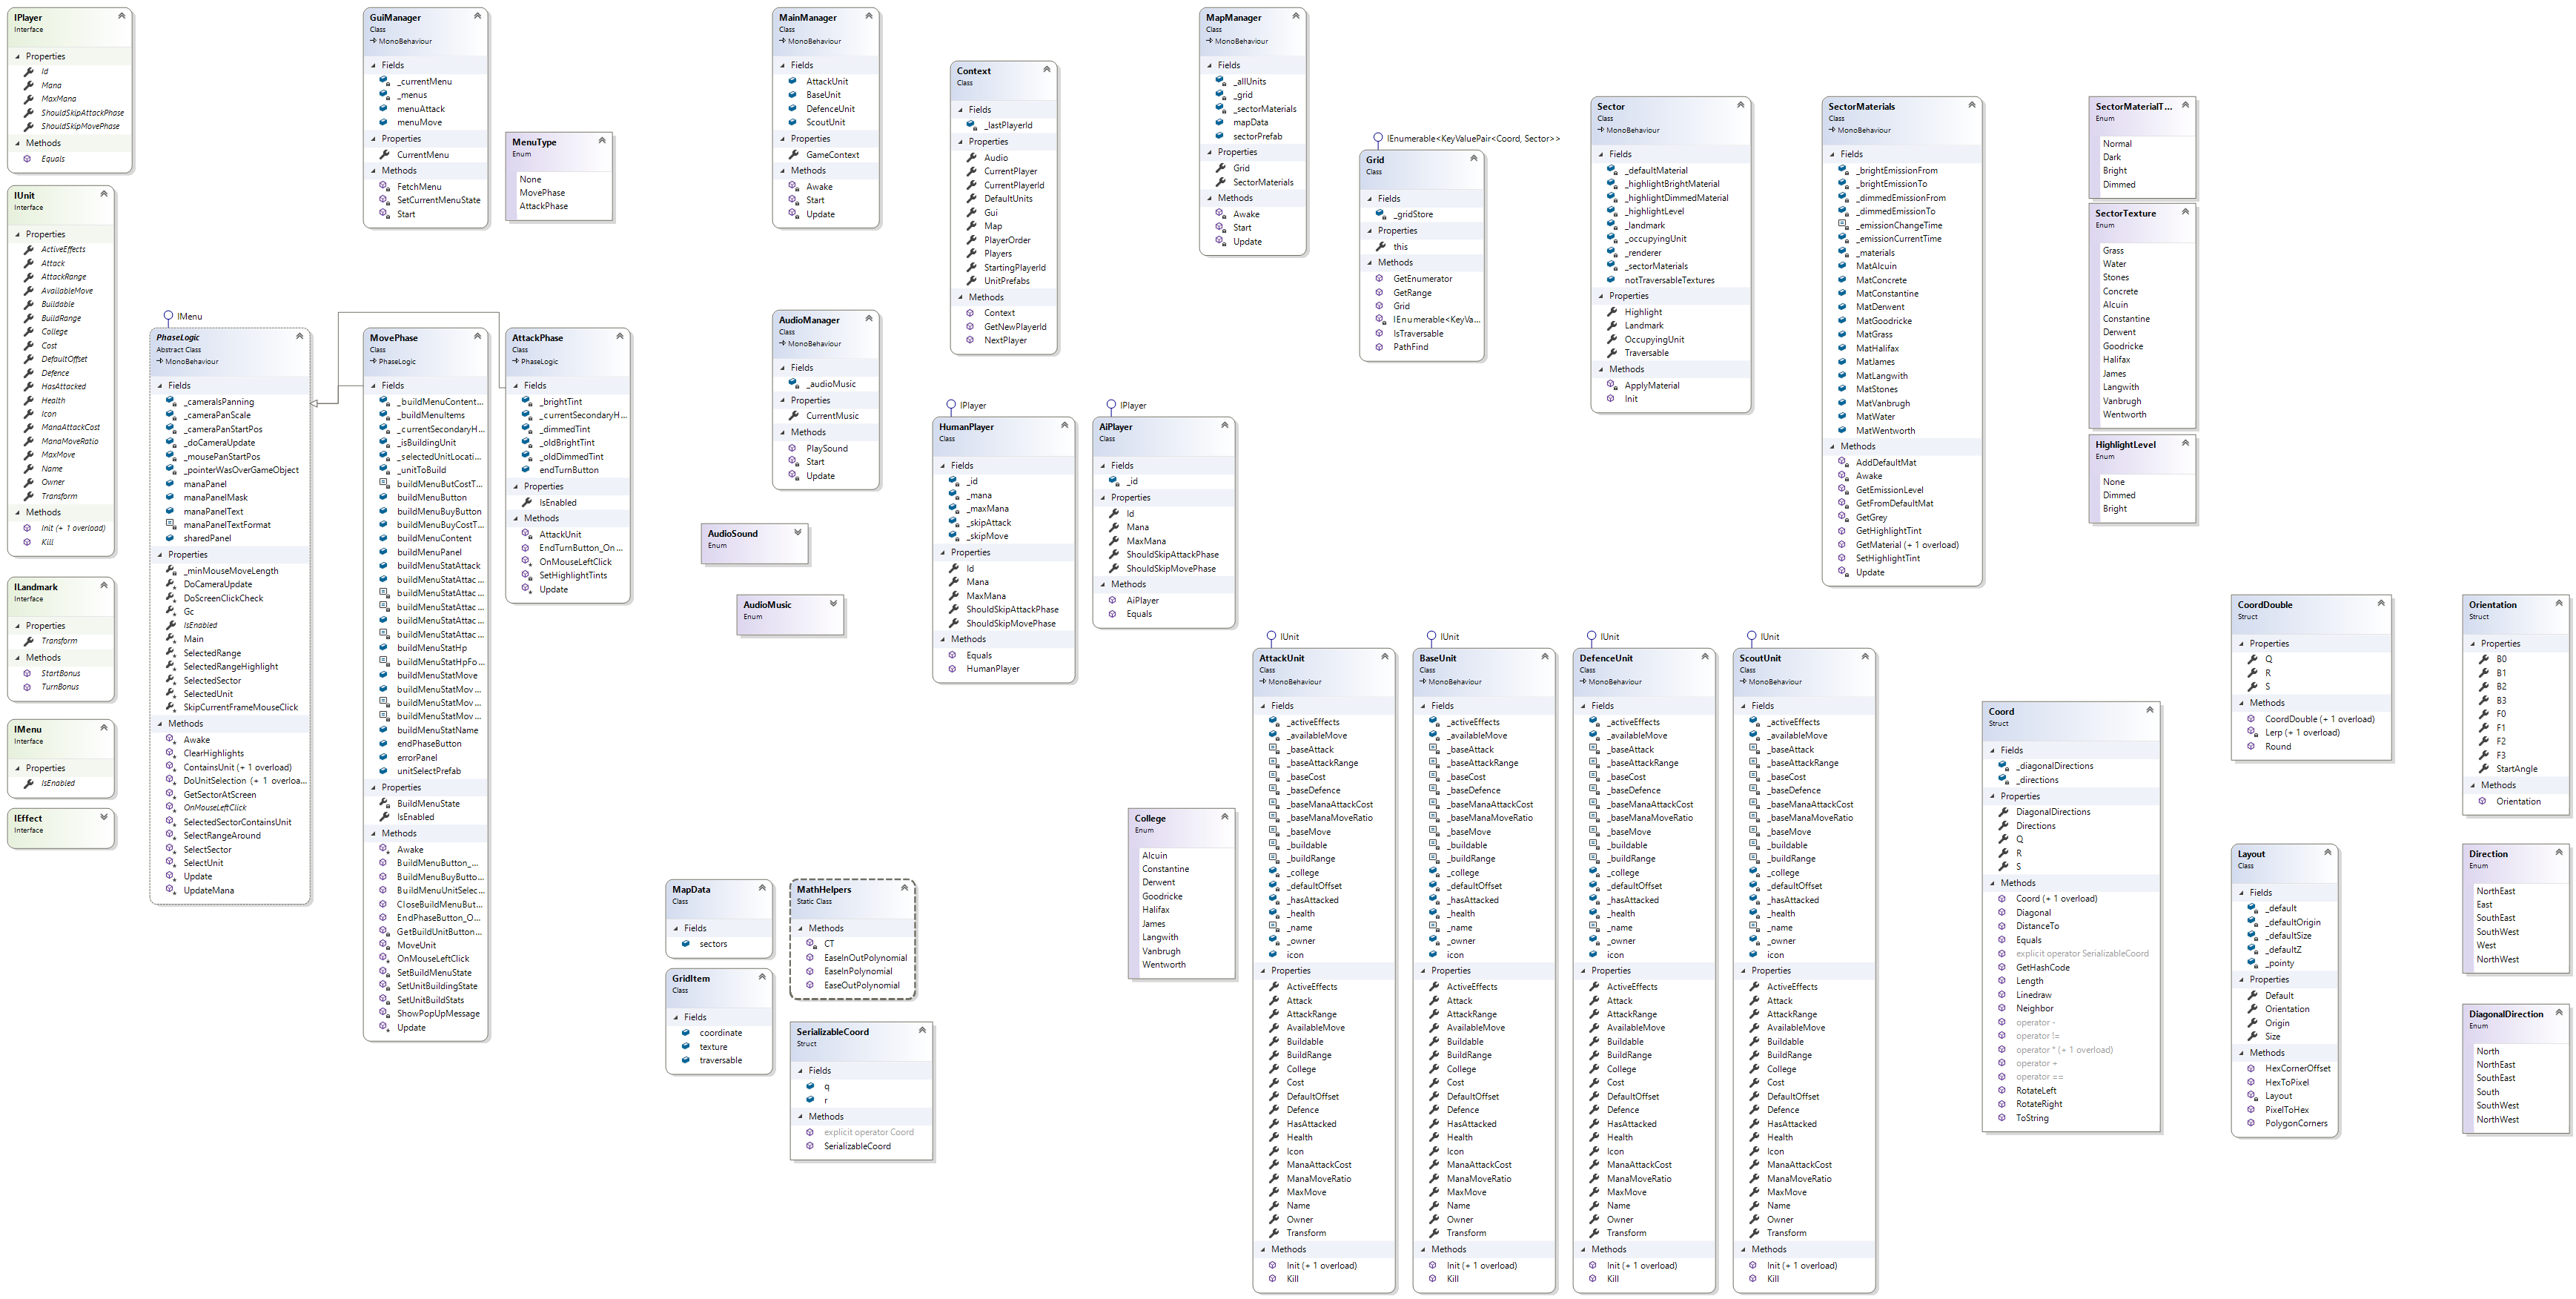 IPlayer
Interface
Properties
Id
Mana
MaxMana
ShouldSkipAttackPhase
ShouldSkipMovePhase
Methods
Equals
IUnit
Interface
Properties
ActiveEffects
Attack
AttackRange
AvailableMove
Buildable
BuildRange
College
Cost
DefaultOffset
Defence
HasAttacked
Health
Icon
ManaAttackCost
ManaMoveRatio
MaxMove
Name
Owner
Transform
Methods
Init (+ 1 overload)
Kill
ILandmark
Interface
Properties
Transform
Methods
StartBonus
TurnBonus
IMenu
Interface
Properties
IsEnabled
IEffect
Interface
IMenu
PhaseLogic
Abstract Class
MonoBehaviour
Fields
_cameraIsPanning
_cameraPanScale
_cameraPanStartPos
_doCameraUpdate
_mousePanStartPos
_pointerWasOverGameObject
manaPanel
manaPanelMask
manaPanelText
manaPanelTextFormat
sharedPanel
Properties
_minMouseMoveLength
DoCameraUpdate
DoScreenClickCheck
Gc
IsEnabled
Main
SelectedRange
SelectedRangeHighlight
SelectedSector
SelectedUnit
SkipCurrentFrameMouseClick
Methods
Awake
ClearHighlights
ContainsUnit (+ 1 overload)
DoUnitSelection (+ 1 overloa...
GetSectorAtScreen
OnMouseLeftClick
SelectedSectorContainsUnit
SelectRangeAround
SelectSector
SelectUnit
Update
UpdateMana
GuiManager
Class
MonoBehaviour
Fields
_currentMenu
_menus
menuAttack
menuMove
Properties
CurrentMenu
Methods
FetchMenu
SetCurrentMenuState
Start
MenuType
Enum
None
MovePhase
AttackPhase
MovePhase
Class
PhaseLogic
Fields
_buildMenuContent...
_buildMenuItems
_currentSecondaryH...
_isBuildingUnit
_selectedUnitLocati...
_unitToBuild
buildMenuButCostT...
buildMenuButton
buildMenuBuyButton
buildMenuBuyCostT...
buildMenuContent
buildMenuPanel
buildMenuStatAttack
buildMenuStatAttac...
buildMenuStatAttac...
buildMenuStatAttac...
buildMenuStatAttac...
buildMenuStatAttac...
buildMenuStatHp
buildMenuStatHpFo...
buildMenuStatMove
buildMenuStatMov...
buildMenuStatMov...
buildMenuStatMov...
buildMenuStatName
endPhaseButton
errorPanel
unitSelectPrefab
Properties
BuildMenuState
IsEnabled
Methods
Awake
BuildMenuButton_...
BuildMenuBuyButto...
BuildMenuUnitSelec...
CloseBuildMenuBut...
EndPhaseButton_O...
GetBuildUnitButton...
MoveUnit
OnMouseLeftClick
SetBuildMenuState
SetUnitBuildingState
SetUnitBuildStats
ShowPopUpMessage
Update
AttackPhase
Class
PhaseLogic
Fields
_brightTint
_currentSecondaryH...
_dimmedTint
_oldBrightTint
_oldDimmedTint
endTurnButton
Properties
IsEnabled
Methods
AttackUnit
EndTurnButton_On...
OnMouseLeftClick
SetHighlightTints
Update
MainManager
Class
MonoBehaviour
Fields
AttackUnit
BaseUnit
DefenceUnit
ScoutUnit
Properties
GameContext
Methods
Awake
Start
Update
AudioManager
Class
MonoBehaviour
Fields
_audioMusic
Properties
CurrentMusic
Methods
PlaySound
Start
Update
AudioSound
Enum
AudioMusic
Enum
MapData
Class
Fields
sectors
GridItem
Class
Fields
coordinate
texture
traversable
MathHelpers
Static Class
Methods
CT
EaseInOutPolynomial
EaseInPolynomial
EaseOutPolynomial
SerializableCoord
Struct
Fields
q
r
Methods
explicit operator Coord
SerializableCoord
Context
Class
Fields
_lastPlayerId
Properties
Audio
CurrentPlayer
CurrentPlayerId
DefaultUnits
Gui
Map
PlayerOrder
Players
StartingPlayerId
UnitPrefabs
Methods
Context
GetNewPlayerId
NextPlayer
IPlayer
HumanPlayer
Class
Fields
_id
_mana
_maxMana
_skipAttack
_skipMove
Properties
Id
Mana
MaxMana
ShouldSkipAttackPhase
ShouldSkipMovePhase
Methods
Equals
HumanPlayer
IPlayer
AiPlayer
Class
Fields
_id
Properties
Id
Mana
MaxMana
ShouldSkipAttackPhase
ShouldSkipMovePhase
Methods
AiPlayer
Equals
MapManager
Class
MonoBehaviour
Fields
_allUnits
_grid
_sectorMaterials
mapData
sectorPrefab
Properties
Grid
SectorMaterials
Methods
Awake
Start
Update
IEnumerable<KeyValuePair<Coord, Sector>>
Grid
Class
Fields
_gridStore
Properties
this
Methods
GetEnumerator
GetRange
Grid
IEnumerable<KeyVa...
IsTraversable
PathFind
College
Enum
Alcuin
Constantine
Derwent
Goodricke
Halifax
James
Langwith
Vanbrugh
Wentworth
IUnit
AttackUnit
Class
MonoBehaviour
Fields
_activeEffects
_availableMove
_baseAttack
_baseAttackRange
_baseCost
_baseDefence
_baseManaAttackCost
_baseManaMoveRatio
_baseMove
_buildable
_buildRange
_college
_defaultOffset
_hasAttacked
_health
_name
_owner
icon
Properties
ActiveEffects
Attack
AttackRange
AvailableMove
Buildable
BuildRange
College
Cost
DefaultOffset
Defence
HasAttacked
Health
Icon
ManaAttackCost
ManaMoveRatio
MaxMove
Name
Owner
Transform
Methods
Init (+ 1 overload)
Kill
IUnit
BaseUnit
Class
MonoBehaviour
Fields
_activeEffects
_availableMove
_baseAttack
_baseAttackRange
_baseCost
_baseDefence
_baseManaAttackCost
_baseManaMoveRatio
_baseMove
_buildable
_buildRange
_college
_defaultOffset
_hasAttacked
_health
_name
_owner
icon
Properties
ActiveEffects
Attack
AttackRange
AvailableMove
Buildable
BuildRange
College
Cost
DefaultOffset
Defence
HasAttacked
Health
Icon
ManaAttackCost
ManaMoveRatio
MaxMove
Name
Owner
Transform
Methods
Init (+ 1 overload)
Kill
IUnit
DefenceUnit
Class
MonoBehaviour
Fields
_activeEffects
_availableMove
_baseAttack
_baseAttackRange
_baseCost
_baseDefence
_baseManaAttackCost
_baseManaMoveRatio
_baseMove
_buildable
_buildRange
_college
_defaultOffset
_hasAttacked
_health
_name
_owner
icon
Properties
ActiveEffects
Attack
AttackRange
AvailableMove
Buildable
BuildRange
College
Cost
DefaultOffset
Defence
HasAttacked
Health
Icon
ManaAttackCost
ManaMoveRatio
MaxMove
Name
Owner
Transform
Methods
Init (+ 1 overload)
Kill
IUnit
ScoutUnit
Class
MonoBehaviour
Fields
_activeEffects
_availableMove
_baseAttack
_baseAttackRange
_baseCost
_baseDefence
_baseManaAttackCost
_baseManaMoveRatio
_baseMove
_buildable
_buildRange
_college
_defaultOffset
_hasAttacked
_health
_name
_owner
icon
Properties
ActiveEffects
Attack
AttackRange
AvailableMove
Buildable
BuildRange
College
Cost
DefaultOffset
Defence
HasAttacked
Health
Icon
ManaAttackCost
ManaMoveRatio
MaxMove
Name
Owner
Transform
Methods
Init (+ 1 overload)
Kill
Sector
Class
MonoBehaviour
Fields
_defaultMaterial
_highlightBrightMaterial
_highlightDimmedMaterial
_highlightLevel
_landmark
_occupyingUnit
_renderer
_sectorMaterials
notTraversableTextures
Properties
Highlight
Landmark
OccupyingUnit
Traversable
Methods
ApplyMaterial
Init
SectorMaterials
Class
MonoBehaviour
Fields
_brightEmissionFrom
_brightEmissionTo
_dimmedEmissionFrom
_dimmedEmissionTo
_emissionChangeTime
_emissionCurrentTime
_materials
MatAlcuin
MatConcrete
MatConstantine
MatDerwent
MatGoodricke
MatGrass
MatHalifax
MatJames
MatLangwith
MatStones
MatVanbrugh
MatWater
MatWentworth
Methods
AddDefaultMat
Awake
GetEmissionLevel
GetFromDefaultMat
GetGrey
GetHighlightTint
GetMaterial (+ 1 overload)
SetHighlightTint
Update
SectorMaterialT...
Enum
Normal
Dark
Bright
Dimmed
SectorTexture
Enum
Grass
Water
Stones
Concrete
Alcuin
Constantine
Derwent
Goodricke
Halifax
James
Langwith
Vanbrugh
Wentworth
HighlightLevel
Enum
None
Dimmed
Bright
Coord
Struct
Fields
_diagonalDirections
_directions
Properties
DiagonalDirections
Directions
Q
R
S
Methods
Coord (+ 1 overload)
Diagonal
DistanceTo
Equals
explicit operator SerializableCoord
GetHashCode
Length
Linedraw
Neighbor
operator -
operator !=
operator * (+ 1 overload)
operator +
operator ==
RotateLeft
RotateRight
ToString
CoordDouble
Struct
Properties
Q
R
S
Methods
CoordDouble (+ 1 overload)
Lerp (+ 1 overload)
Round
Layout
Class
Fields
_default
_defaultOrigin
_defaultSize
_defaultZ
_pointy
Properties
Default
Orientation
Origin
Size
Methods
HexCornerOffset
HexToPixel
Layout
PixelToHex
PolygonCorners
Orientation
Struct
Properties
B0
B1
B2
B3
F0
F1
F2
F3
StartAngle
Methods
Orientation
Direction
Enum
NorthEast
East
SouthEast
SouthWest
West
NorthWest
DiagonalDirection
Enum
North
NorthEast
SouthEast
South
SouthWest
NorthWest